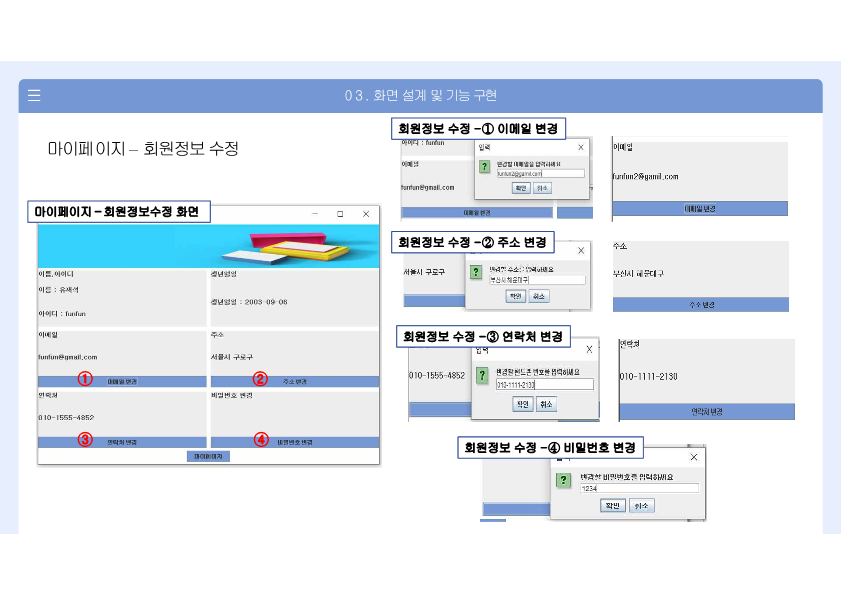 03. 화면 설계 및 기능 구현
마이페이지 – 회원정보 수정
마이페이지 – 회원정보수정 화면
이름, 아이디
이름 : 유재석
아이디 : funfun
생년월일
생년월일 : 2003-09-06
이메일
funfun@gmail.com
① 이메일 변경
주소
서울시 구로구
② 주소 변경
연락처
010-1555-4852
③ 연락처 변경
비밀번호 변경
④ 비밀번호 변경
마이페이지
회원정보 수정 –① 이메일 변경
아이디 : funfun
이메일
funfun@gmail.com
이메일 변경
입력
변경할 이메일을 입력하세요
funfun2@gamil.com
확인 취소
이메일
funfun2@gamil.com
이메일 변경
회원정보 수정 –② 주소 변경
서울시 구로구
변경할 주소를 입력하세요
부산시 해운대구
확인 취소
주소
부산시 해운대구
주소 변경
회원정보 수정 –③ 연락처 변경
010-1555-4852
입력
변경할 핸드폰 번호를 입력하세요
010-1111-2130
확인 취소
연락처
010-1111-2130
연락처 변경
회원정보 수정 –④ 비밀번호 변경
변경할 비밀번호를 입력하세요
1234
확인 취소